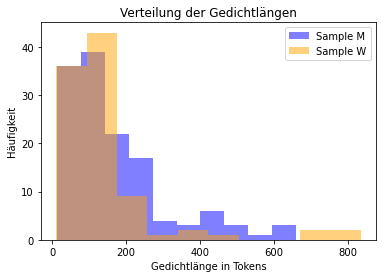 Verteilung der Gedichtlängen
Sample M
Sample W
Häufigkeit
40
30
20
10
0
0 200 400 600 800
Gedichtlänge in Tokens